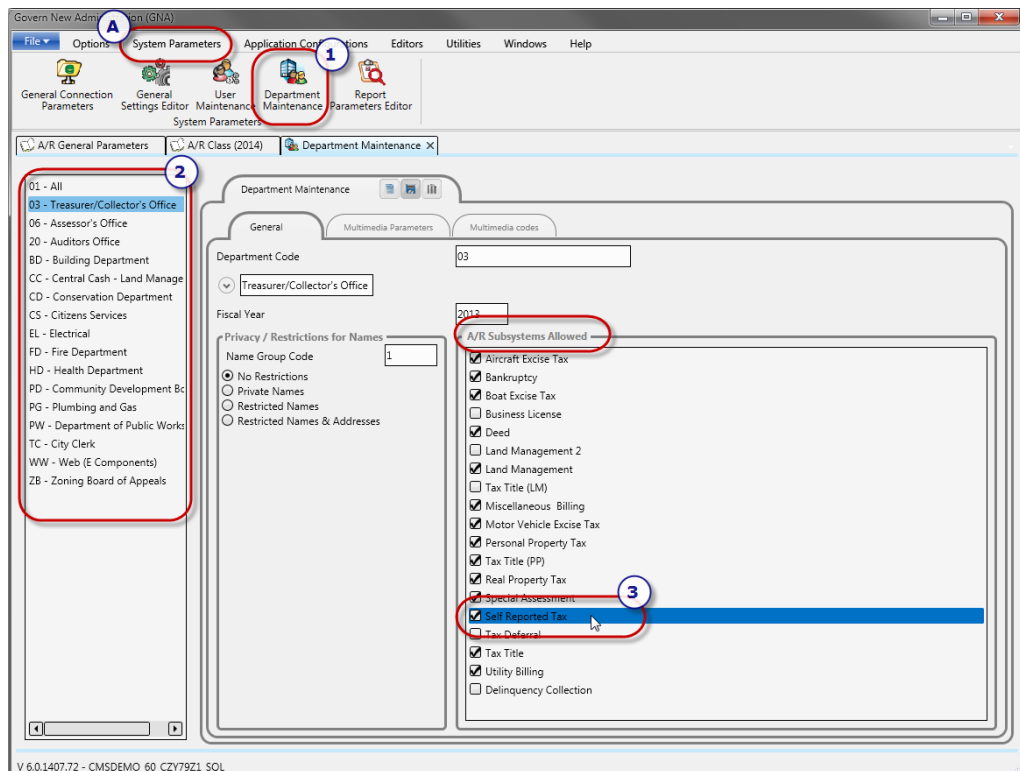 Govern New Admi (GNA)
A
File Options System Parameters Application Conf tions Editors Utilities Windows Help
1
General Connection Parameters
General Settings Editor
User Maintenance
Department Maintenance
Report Parameters Editor
System Parameters
A/R General Parameters A/R Class (2014) Department Maintenance X
2
01 - All
03 - Treasurer/Collector's Office
06 - Assessor's Office
20 - Auditors Office
BD - Building Department
CC - Central Cash - Land Manage
CD - Conservation Department
CS - Citizens Services
EL - Electrical
FD - Fire Department
HD - Health Department
PD - Community Development Bc
PG - Plumbing and Gas
PW - Department of Public Works
TC - City Clerk
WW - Web (E Components)
ZB - Zoning Board of Appeals
Department Maintenance
General Multimedia Parameters Multimedia codes
Department Code 03
Treasurer/Collector's Office
Fiscal Year 2013
Privacy / Restrictions for Names
Name Group Code 1
No Restrictions
Private Names
Restricted Names
Restricted Names & Addresses
A/R Subsystems Allowed
Aircraft Excise Tax
Bankruptcy
Boat Excise Tax
Business License
Deed
Land Management 2
Land Management
Tax Title (LM)
Miscellaneous Billing
Motor Vehicle Excise Tax
Personal Property Tax
Tax Title (PP)
Real Property Tax
Special Assessment
3
Self Reported Tax
Tax Deferral
Tax Title
Utility Billing
Delinquency Collection
V 6.0.1407.72 - CMSDEMO_60_CZY79Z1_SQL